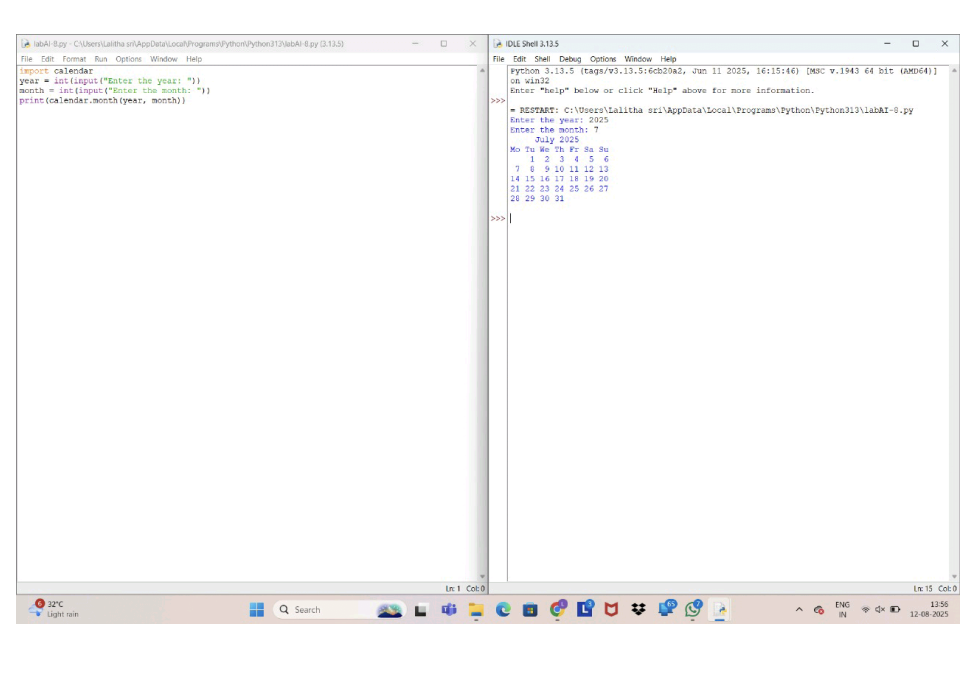 labAI-8.py - C:\Users\Lalitha sri\AppData\Local\Programs\Python\Python313\labAI-8.py (3.13.5)
File Edit Format Run Options Window Help
import calendar
year = int(input("Enter the year: "))
month = int(input("Enter the month: "))
print(calendar.month(year, month))
Ln: 1 Col: 0
IDLE Shell 3.13.5
File Edit Shell Debug Options Window Help
Python 3.13.5 (tags/v3.13.5:6cb20a2, Jun 11 2025, 16:15:46) [MSC v.1943 64 bit (AMD64)]
on win32
Enter "help" below or click "Help" above for more information.
>>>
= RESTART: C:\Users\Lalitha sri\AppData\Local\Programs\Python\Python313\labAI-8.py
Enter the year: 2025
Enter the month: 7
     July 2025
Mo Tu We Th Fr Sa Su
    1  2  3  4  5  6
 7  8  9 10 11 12 13
14 15 16 17 18 19 20
21 22 23 24 25 26 27
28 29 30 31
>>>
Ln: 15 Col: 0
32°C
Light rain
Search
ENG
IN
13:56
12-08-2025